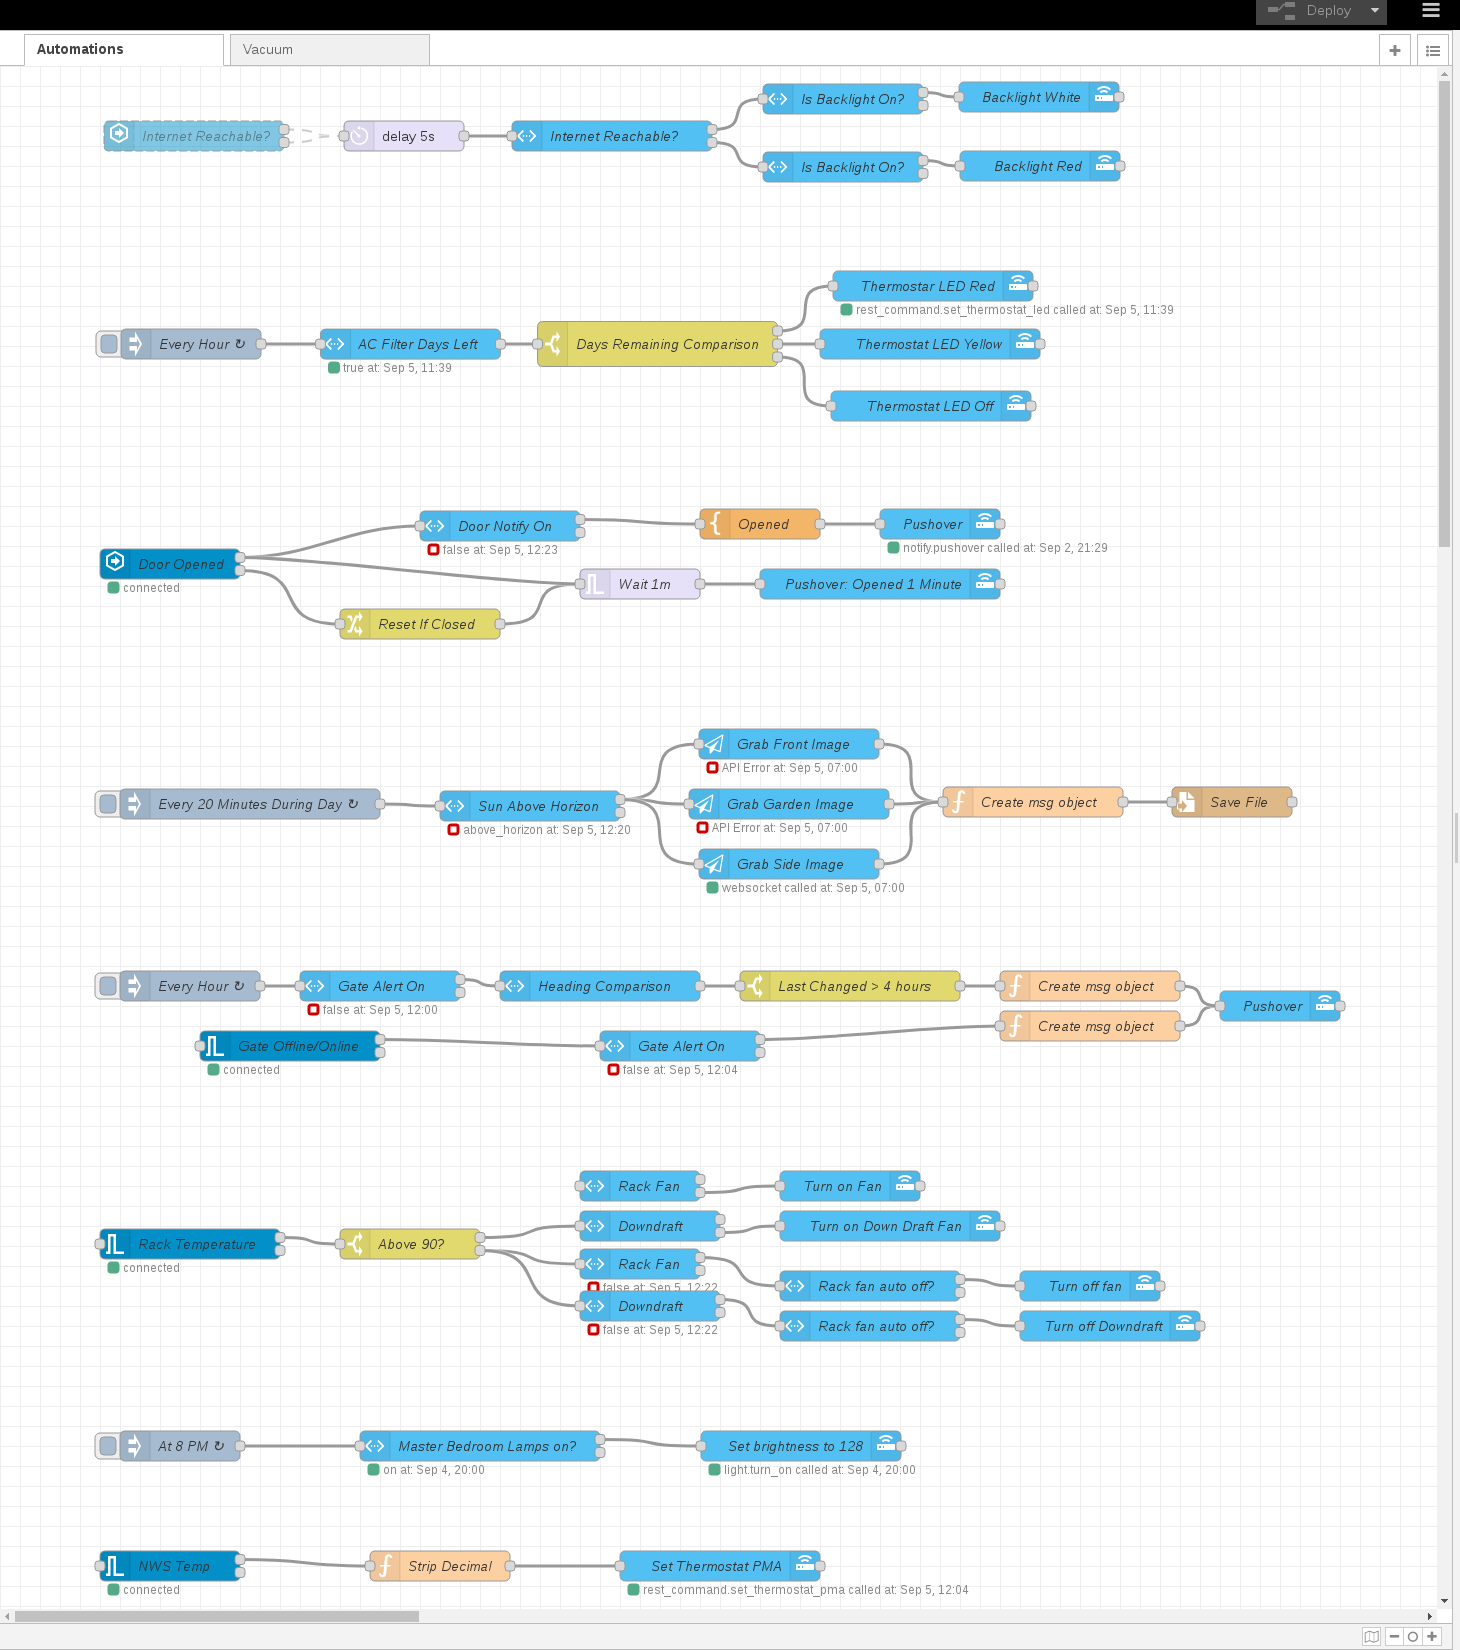 Deploy
Automations
Vacuum
Is Backlight On?
Backlight White
Internet Reachable?
delay 5s
Internet Reachable?
Is Backlight On?
Backlight Red
Thermostar LED Red
rest_command.set_thermostat_led called at: Sep 5, 11:39
Every Hour ↻
AC Filter Days Left
Days Remaining Comparison
Thermostat LED Yellow
true at: Sep 5, 11:39
Thermostat LED Off
Door Notify On
Opened
Pushover
false at: Sep 5, 12:23
notify.pushover called at: Sep 2, 21:29
Door Opened
connected
Wait 1m
Pushover: Opened 1 Minute
Reset If Closed
Grab Front Image
API Error at: Sep 5, 07:00
Every 20 Minutes During Day ↻
Sun Above Horizon
Grab Garden Image
Create msg object
Save File
above_horizon at: Sep 5, 12:20
API Error at: Sep 5, 07:00
Grab Side Image
websocket called at: Sep 5, 07:00
Every Hour ↻
Gate Alert On
Heading Comparison
Last Changed > 4 hours
Create msg object
false at: Sep 5, 12:00
Pushover
Create msg object
Gate Offline/Online
Gate Alert On
connected
false at: Sep 5, 12:04
Rack Fan
Turn on Fan
Downdraft
Turn on Down Draft Fan
Rack Temperature
Above 90?
connected
Rack Fan
false at: Sep 5, 12:22
Rack fan auto off?
Turn off fan
Downdraft
false at: Sep 5, 12:22
Rack fan auto off?
Turn off Downdraft
At 8 PM ↻
Master Bedroom Lamps on?
Set brightness to 128
on at: Sep 4, 20:00
light.turn_on called at: Sep 4, 20:00
NWS Temp
Strip Decimal
Set Thermostat PMA
connected
rest_command.set_thermostat_pma called at: Sep 5, 12:04